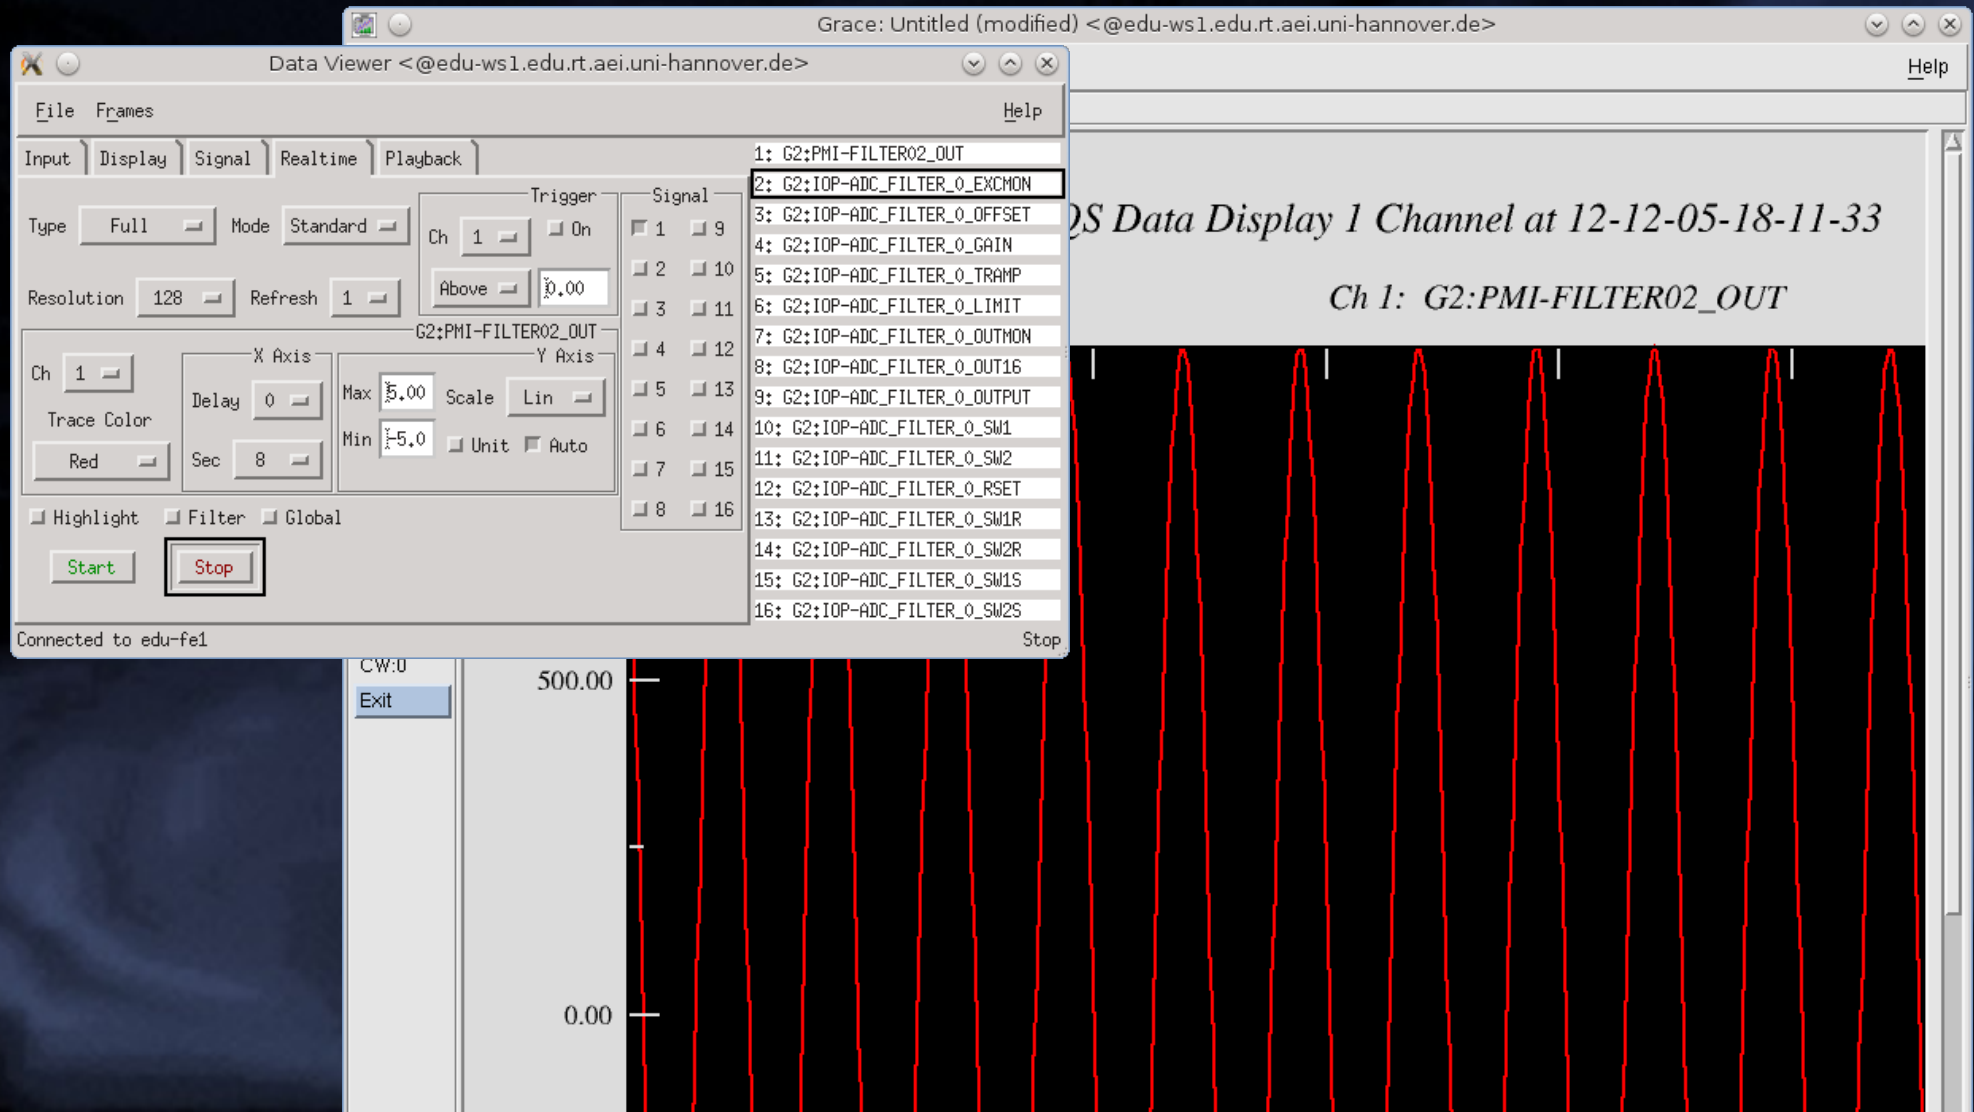 Grace: Untitled (modified) <@edu-ws1.edu.rt.aei.uni-hannover.de>
Help
Data Viewer <@edu-ws1.edu.rt.aei.uni-hannover.de>
File Frames Help
Input Display Signal Realtime Playback
Type Full Mode Standard
Resolution 128 Refresh 1
Trigger
Ch 1 On
Above 0.00
G2:PMI-FILTER02_OUT
Ch 1
Trace Color
Red
X Axis
Delay 0
Sec 8
Y Axis
Max 5.00 Scale Lin
Min -5.0 Unit Auto
Signal
1 9
2 10
3 11
4 12
5 13
6 14
7 15
8 16
Highlight Filter Global
Start Stop
1: G2:PMI-FILTER02_OUT
2: G2:IOP-ADC_FILTER_0_EXCMON
3: G2:IOP-ADC_FILTER_0_OFFSET
4: G2:IOP-ADC_FILTER_0_GAIN
5: G2:IOP-ADC_FILTER_0_TRAMP
6: G2:IOP-ADC_FILTER_0_LIMIT
7: G2:IOP-ADC_FILTER_0_OUTMON
8: G2:IOP-ADC_FILTER_0_OUT16
9: G2:IOP-ADC_FILTER_0_OUTPUT
10: G2:IOP-ADC_FILTER_0_SW1
11: G2:IOP-ADC_FILTER_0_SW2
12: G2:IOP-ADC_FILTER_0_RSET
13: G2:IOP-ADC_FILTER_0_SW1R
14: G2:IOP-ADC_FILTER_0_SW2R
15: G2:IOP-ADC_FILTER_0_SW1S
16: G2:IOP-ADC_FILTER_0_SW2S
Connected to edu-fe1 Stop
QS Data Display 1 Channel at 12-12-05-18-11-33
Ch 1: G2:PMI-FILTER02_OUT
CW:0
Exit
500.00
0.00